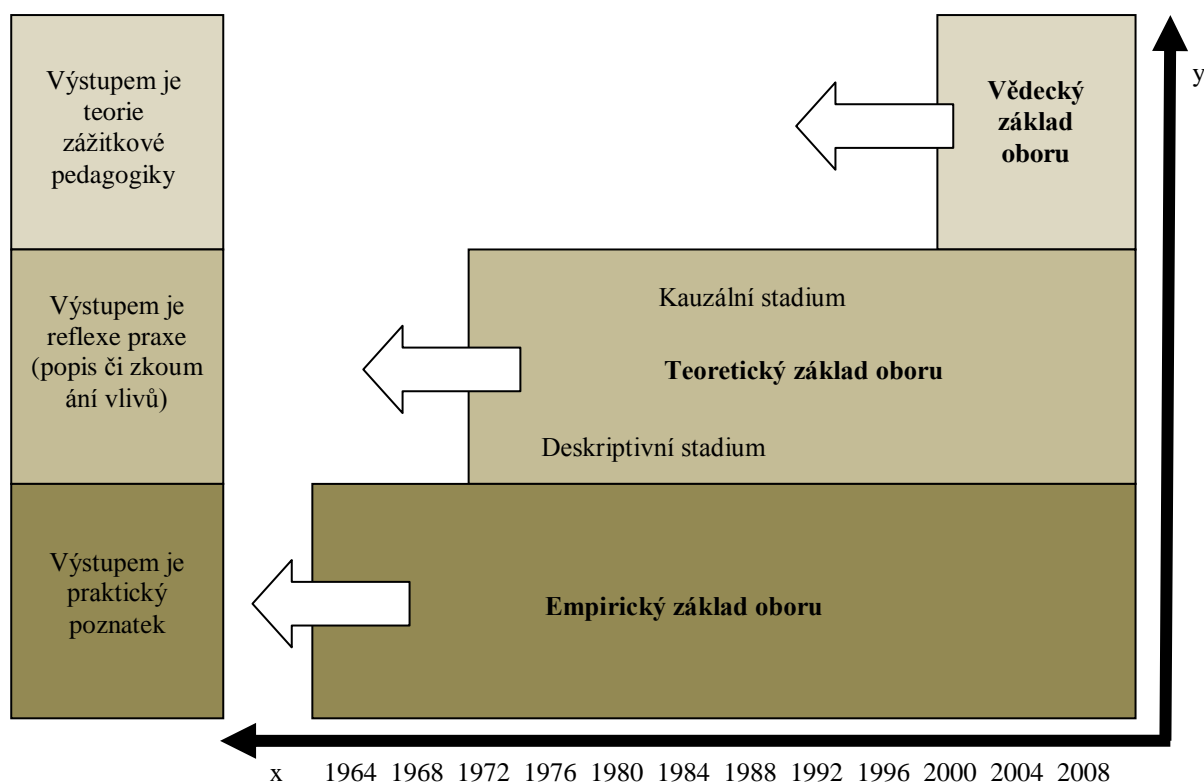 Výstupem je
teorie
zážitkové
pedagogiky
Vědecký
základ
oboru
y
Výstupem je
reflexe praxe
(popis či zkoum
ání vlivů)
Kauzální stadium
Teoretický základ oboru
Deskriptivní stadium
Výstupem je
praktický
poznatek
Empirický základ oboru
x 1964 1968 1972 1976 1980 1984 1988 1992 1996 2000 2004 2008